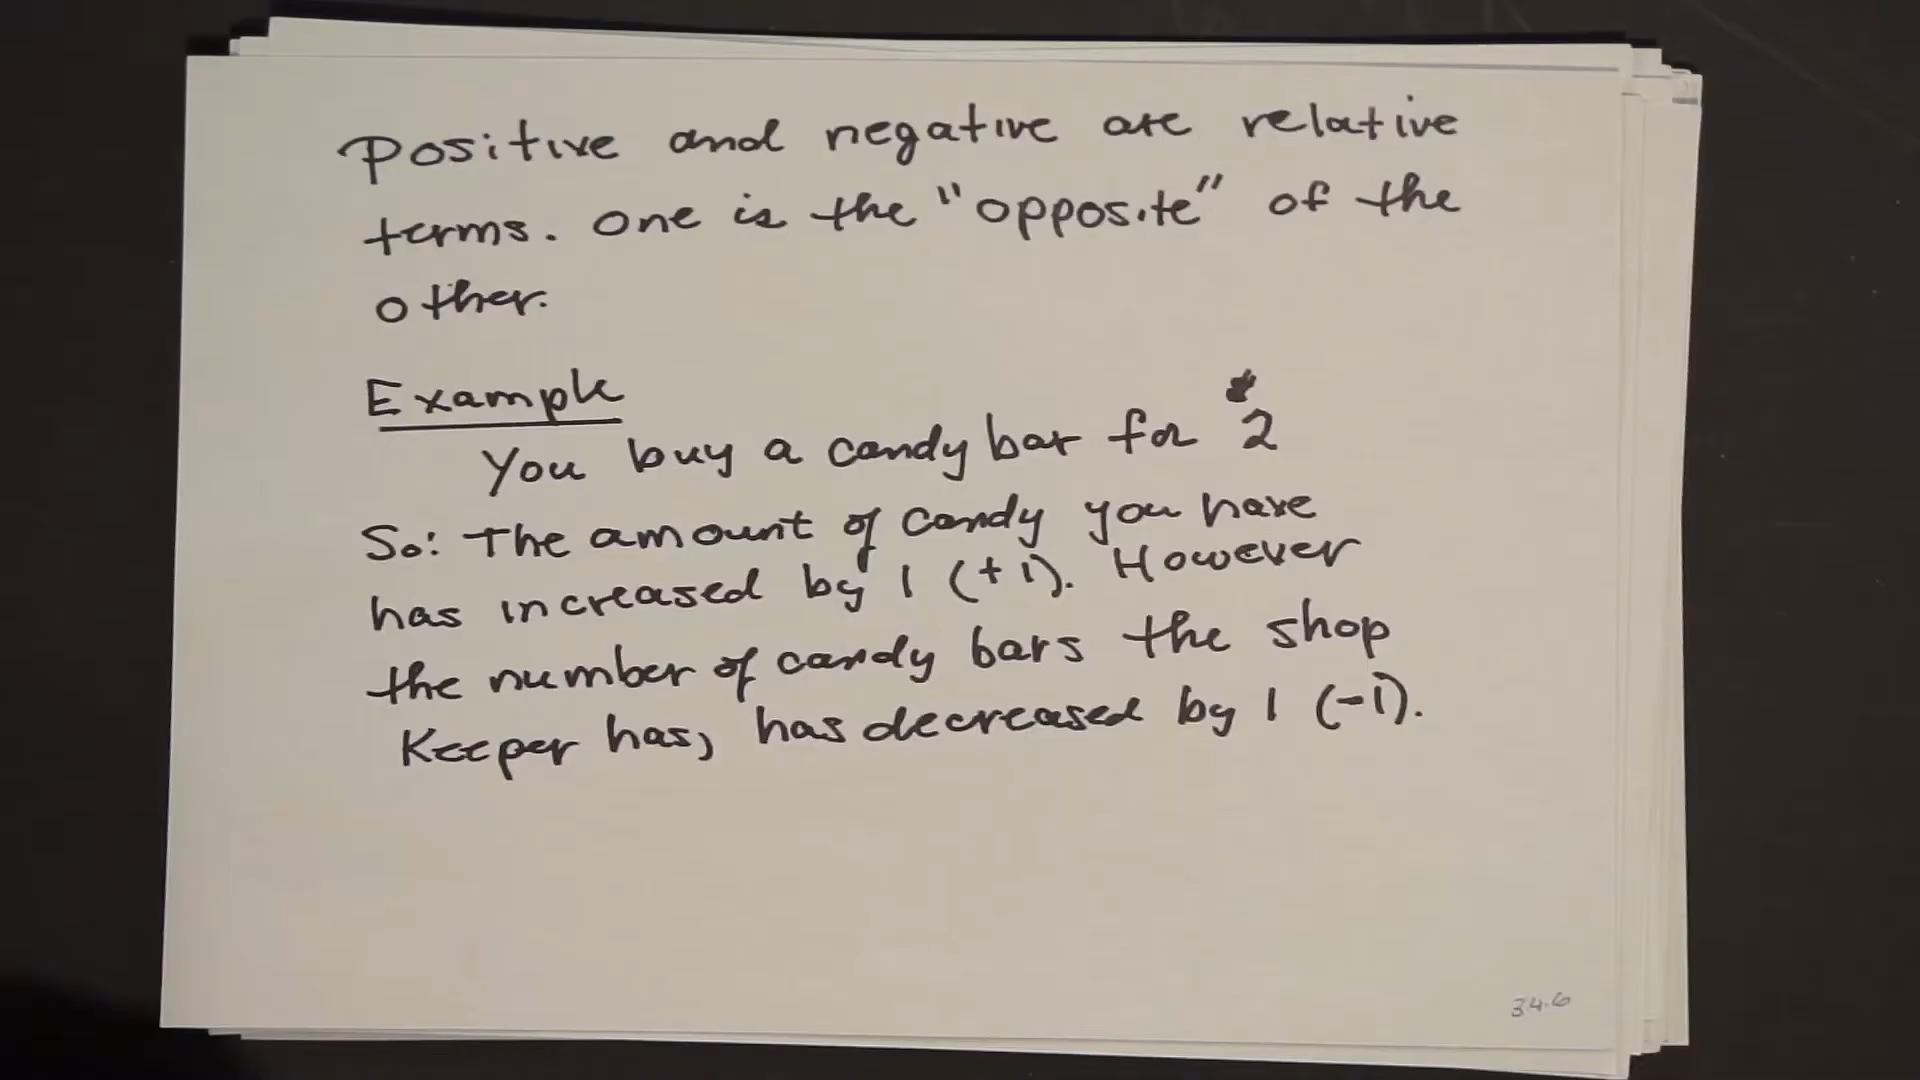 Positive and negative are relative
terms. One is the "opposite" of the
other.
Example
You buy a candy bar for $2
So: The amount of candy you have
has increased by 1 (+1). However
the number of candy bars the shop
Keeper has, has decreased by 1 (-1).
34.6